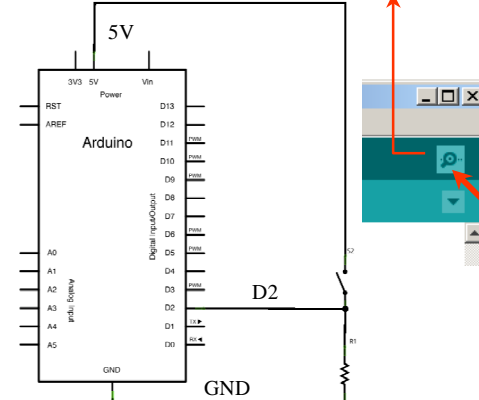 5V
3V3 5V Vin
Power
RST D13
AREF D12
Arduino
D11 PWM
D10 PWM
D9 PWM
D8
D7
D6 PWM
Digital Input/Output
A0 D5 PWM
A1 D4
A2 D3 PWM
Analog Input
A3 D2
A4 D1 TX
A5 D0 RX
GND
D2
GND
S2
R1